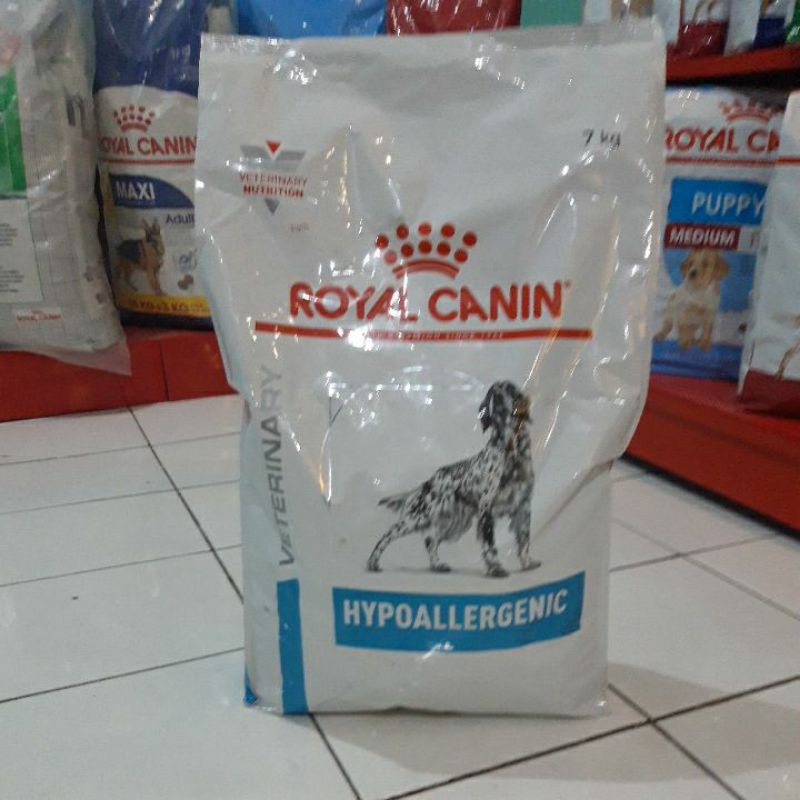 7 kg
VETERINARY
NUTRITION
ROYAL CANIN
VETERINARY
HYPOALLERGENIC
ROYAL CANIN
MAXI
Adult
ROYAL CA
PUPPY
MEDIUM